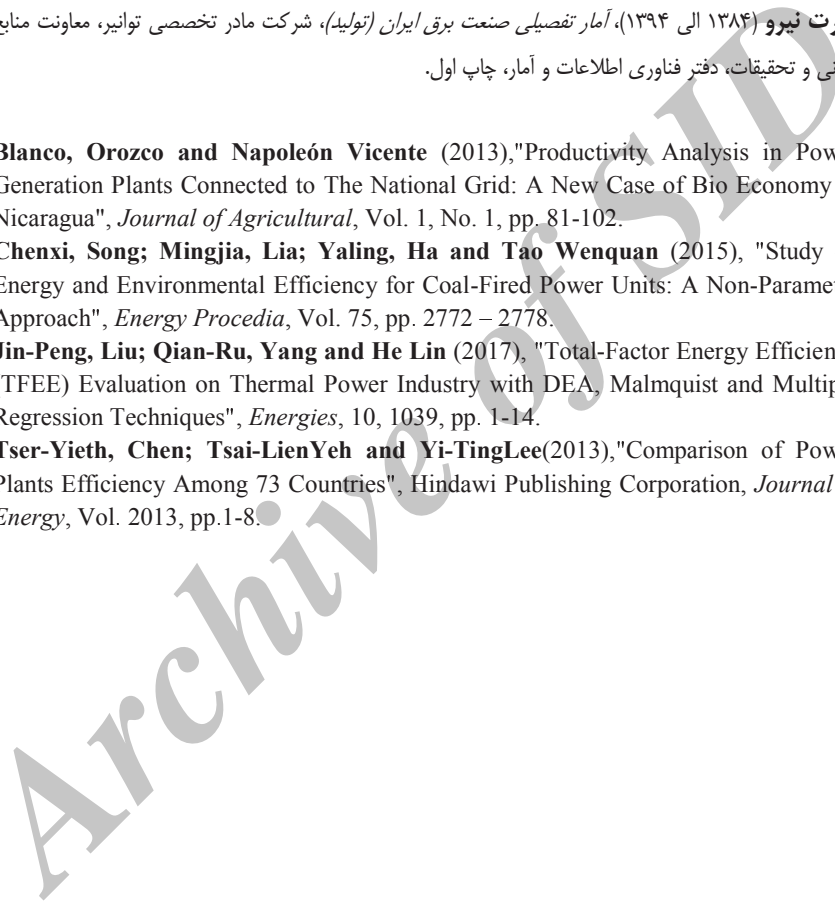 رت نیرو (۱۳۸۴ الی ۱۳۹۴)، آمار تفصیلی صنعت برق ایران (تولید)، شرکت مادر تخصصی توانیر، معاونت منابع
نی و تحقیقات، دفتر فناوری اطلاعات و آمار، چاپ اول.
Blanco, Orozco and Napoleón Vicente (2013),"Productivity Analysis in Pow
Generation Plants Connected to The National Grid: A New Case of Bio Economy
Nicaragua", Journal of Agricultural, Vol. 1, No. 1, pp. 81-102.
Chenxi, Song; Mingjia, Lia; Yaling, Ha and Tao Wenquan (2015), "Study
Energy and Environmental Efficiency for Coal-Fired Power Units: A Non-Paramet
Approach", Energy Procedia, Vol. 75, pp. 2772 – 2778.
Jin-Peng, Liu; Qian-Ru, Yang and He Lin (2017), "Total-Factor Energy Efficien
(TFEE) Evaluation on Thermal Power Industry with DEA, Malmquist and Multip
Regression Techniques", Energies, 10, 1039, pp. 1-14.
Tser-Yieth, Chen; Tsai-LienYeh and Yi-TingLee(2013),"Comparison of Pow
Plants Efficiency Among 73 Countries", Hindawi Publishing Corporation, Journal
Energy, Vol. 2013, pp.1-8.
Archive of SID